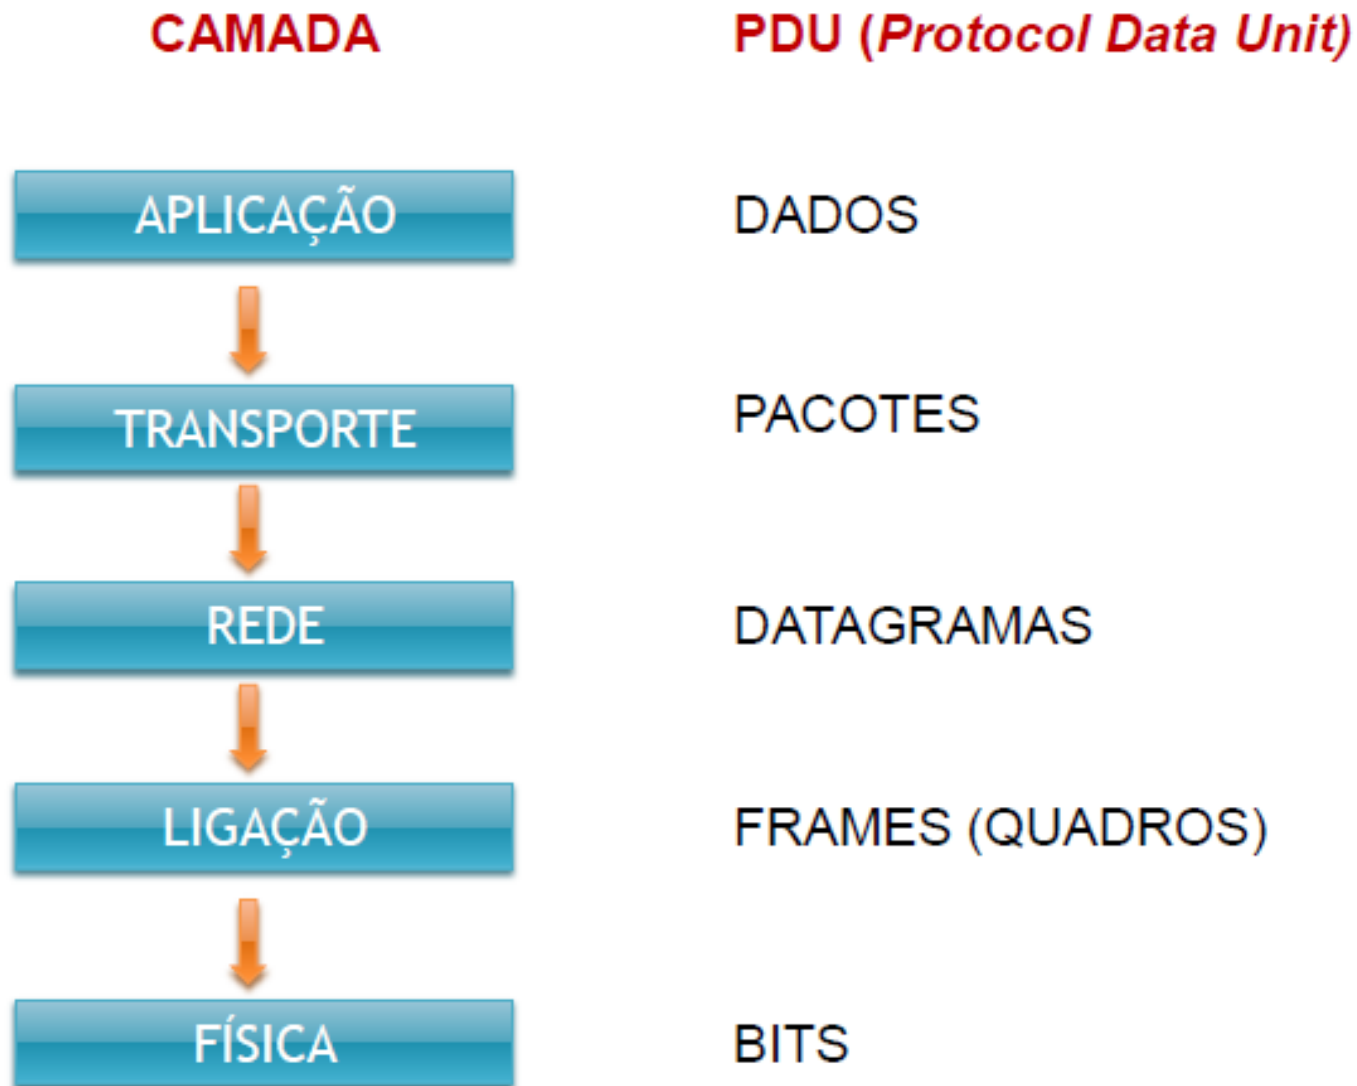 CAMADA PDU (Protocol Data Unit)
APLICAÇÃO DADOS
TRANSPORTE PACOTES
REDE DATAGRAMAS
LIGAÇÃO FRAMES (QUADROS)
FÍSICA BITS